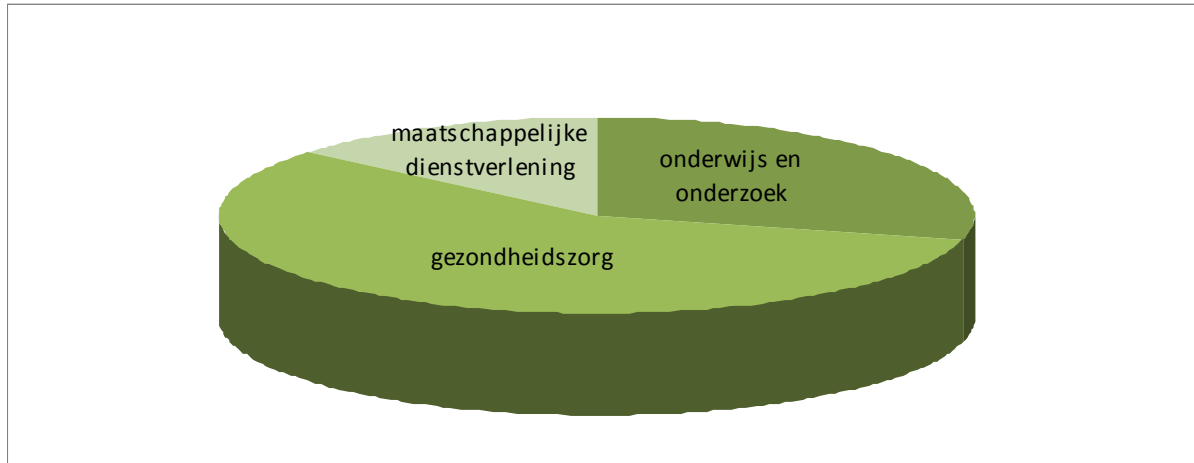 maatschappelijke
dienstverlening
onderwijs en
onderzoek
gezondheidszorg